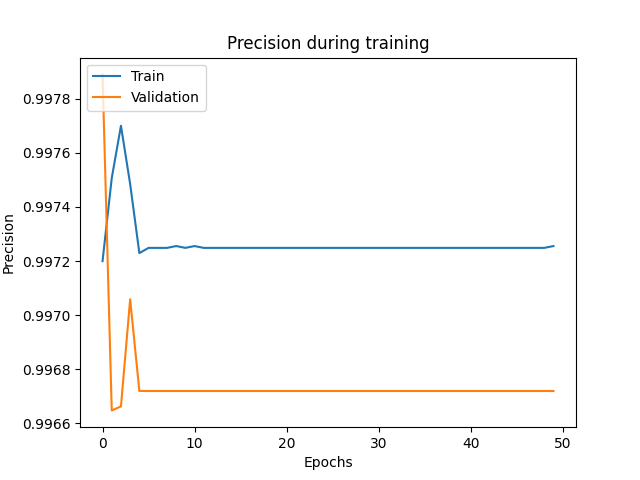 Precision during training
Train
Validation
Precision
0.9978
0.9976
0.9974
0.9972
0.9970
0.9968
0.9966
0
10
20
30
40
50
Epochs